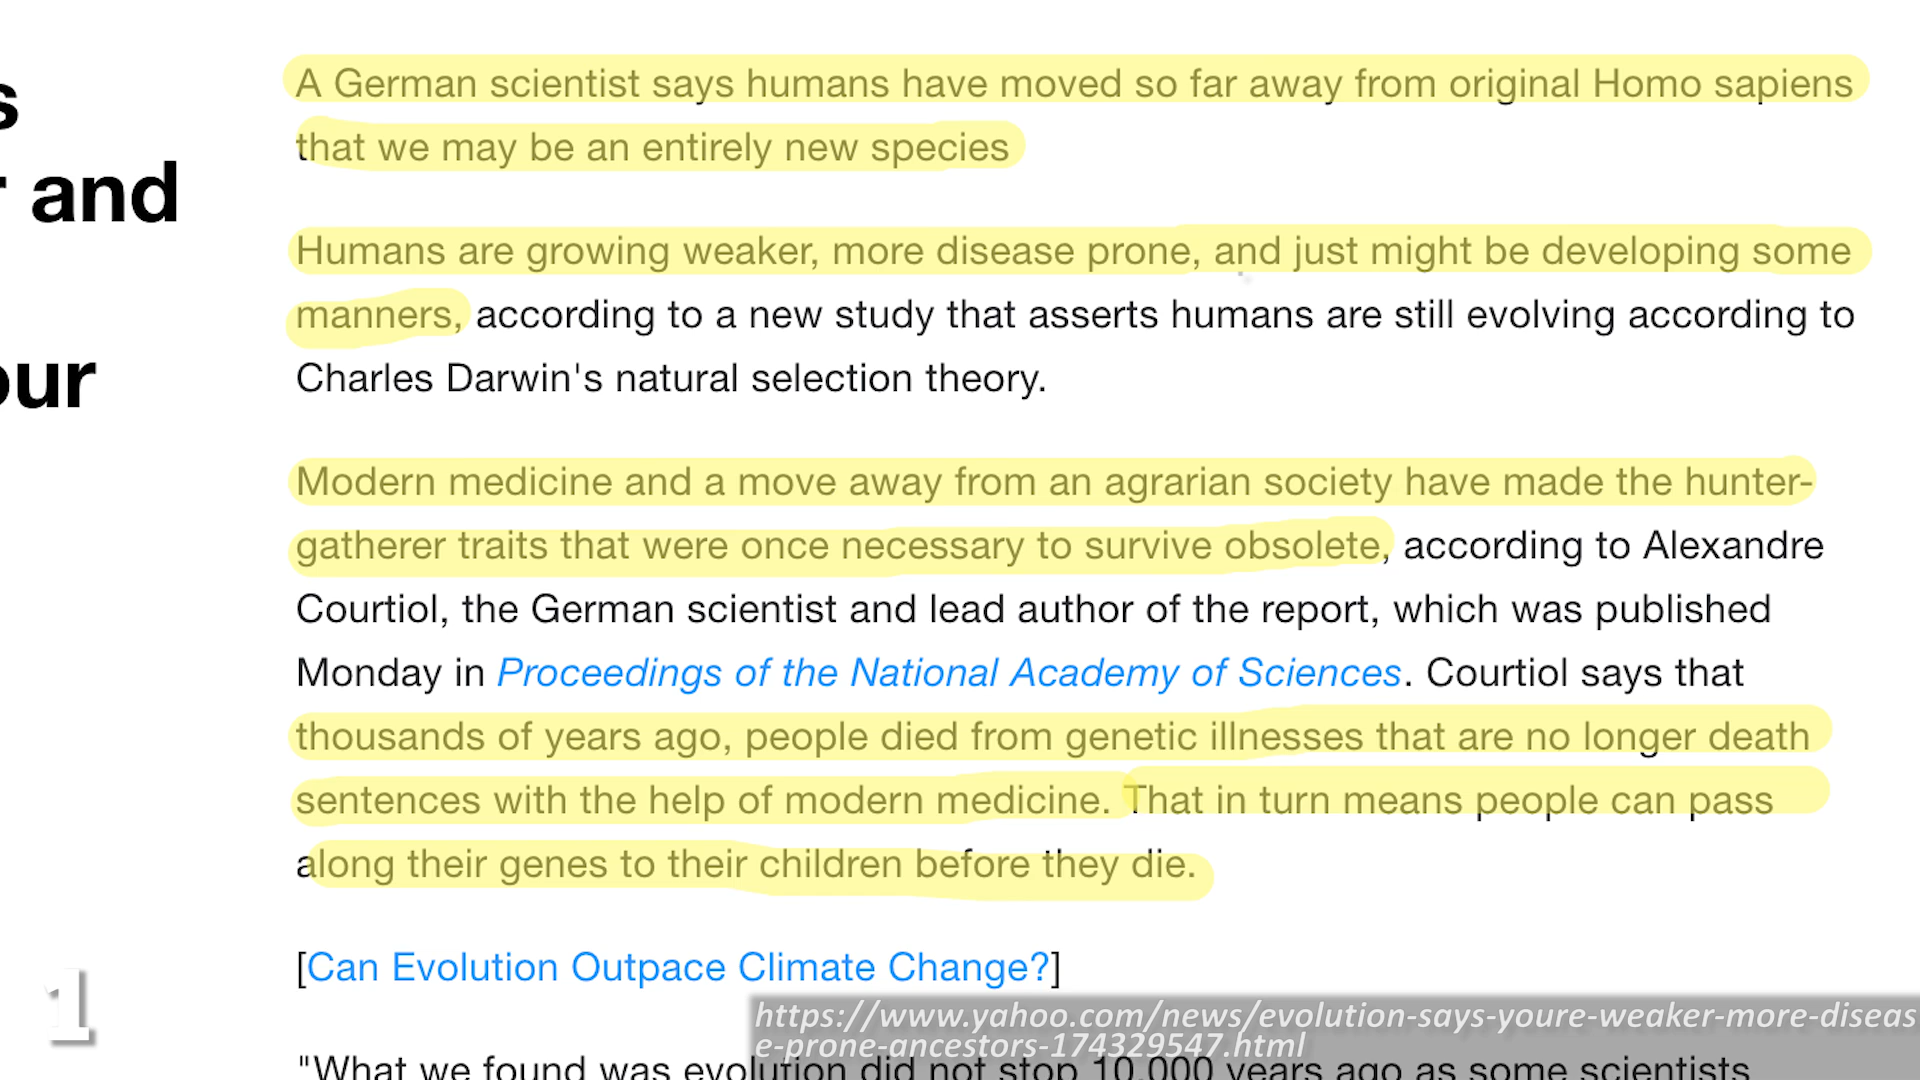 s
r and
our
A German scientist says humans have moved so far away from original Homo sapiens
that we may be an entirely new species
Humans are growing weaker, more disease prone, and just might be developing some
manners, according to a new study that asserts humans are still evolving according to
Charles Darwin's natural selection theory.
Modern medicine and a move away from an agrarian society have made the hunter-
gatherer traits that were once necessary to survive obsolete, according to Alexandre
Courtiol, the German scientist and lead author of the report, which was published
Monday in Proceedings of the National Academy of Sciences. Courtiol says that
thousands of years ago, people died from genetic illnesses that are no longer death
sentences with the help of modern medicine. That in turn means people can pass
along their genes to their children before they die.
[Can Evolution Outpace Climate Change?]
"What we found was evolution did not stop 10,000 years ago as some scientists
1
https://www.yahoo.com/news/evolution-says-youre-weaker-more-diseas
e-prone-ancestors-174329547.html